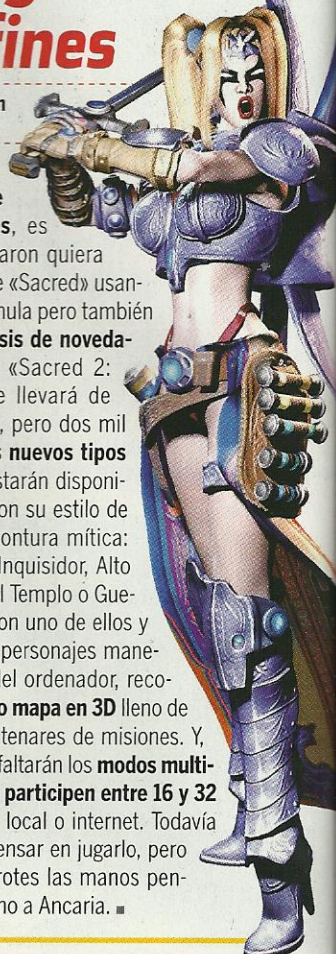 fines
n
e
s, es
aron quiera
e «Sacred» usan-
nula pero también
sis de noveda-
«Sacred 2:
e llevará de
, pero dos mil
s nuevos tipos
starán disponi-
on su estilo de
ontura mítica:
Inquisidor, Alto
l Templo o Gue-
on uno de ellos y
personajes mane-
del ordenador, reco-
o mapa en 3D lleno de
tenares de misiones. Y,
faltarán los modos multi-
participen entre 16 y 32
local o internet. Todavía
ensar en jugarlo, pero
rotes las manos pen-
no a Ancaria.